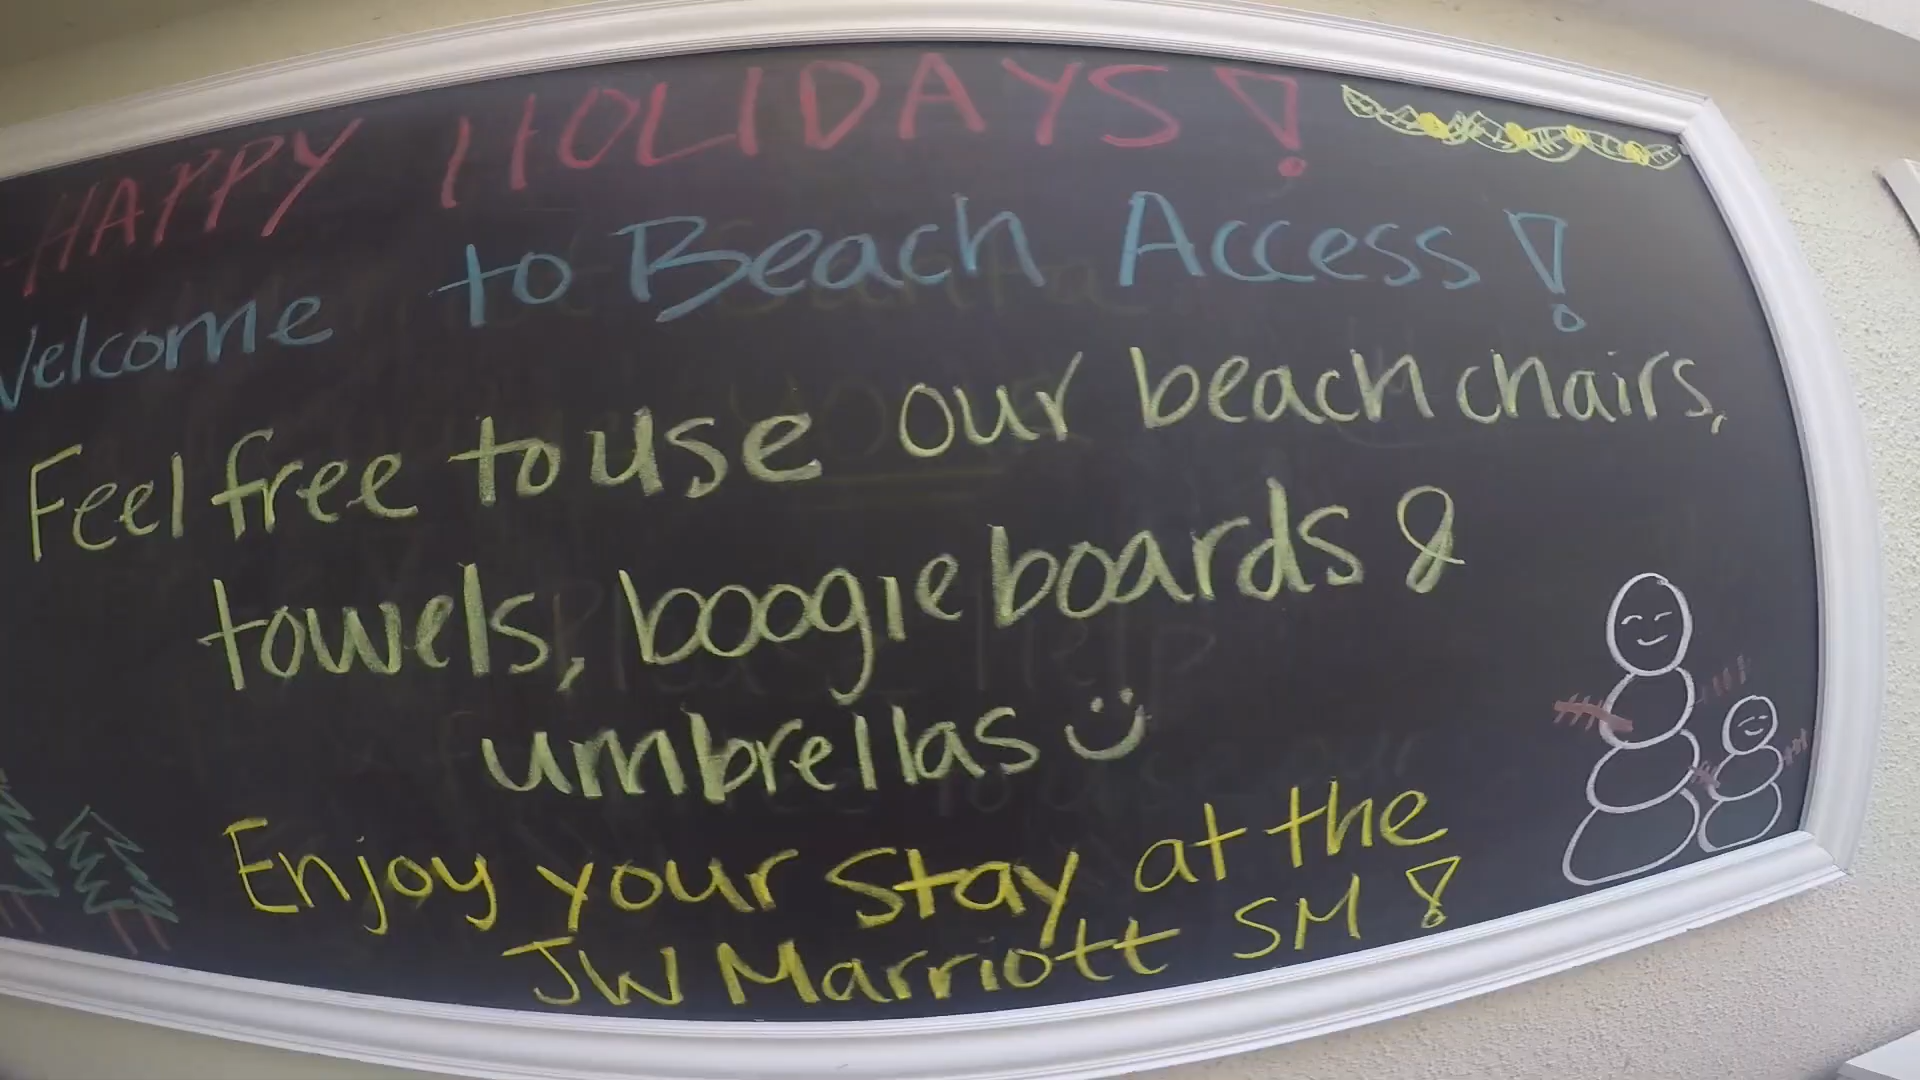 HAPPY HOLIDAYS!
Welcome to Beach Access!
Feel free to use our beach chairs,
towels, boogie boards &
umbrellas
Enjoy your stay at the
JW Marriott SM!